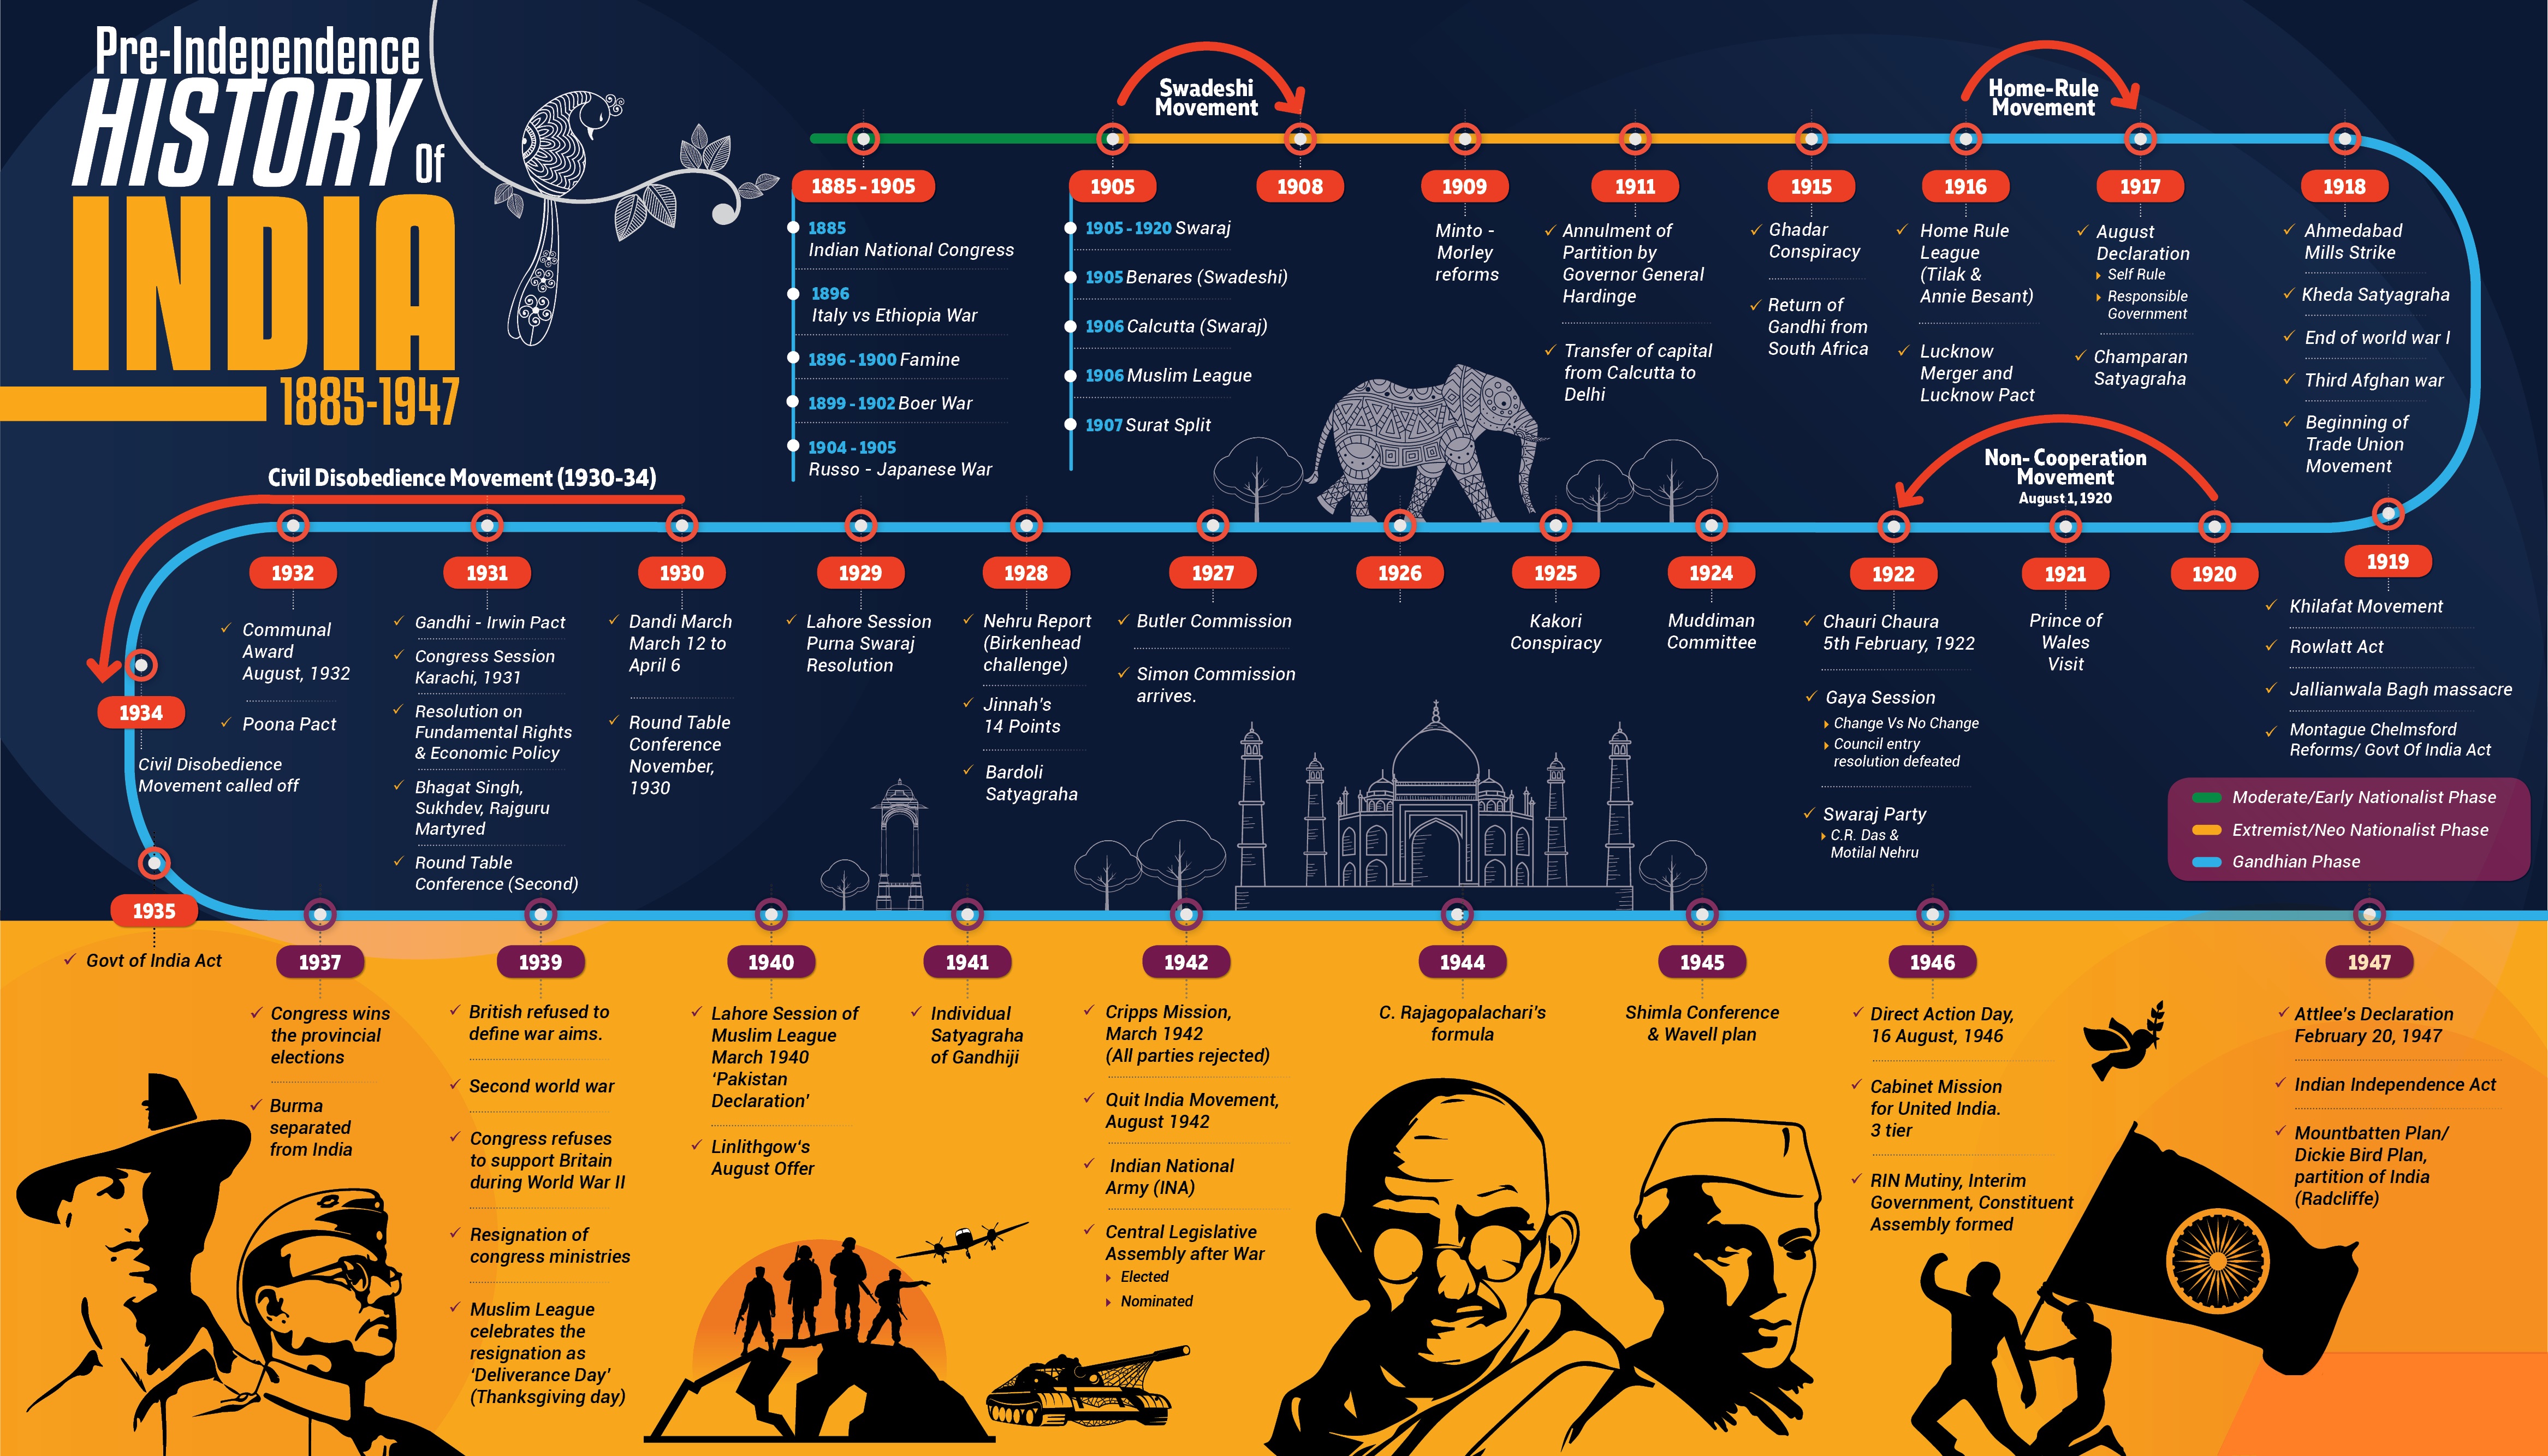 Pre-Independence
HISTORY Of
INDIA
1885-1947
Swadeshi
Movement
Home-Rule
Movement
1885 - 1905
1885
Indian National Congress
1896
Italy vs Ethiopia War
1896 - 1900 Famine
1899 - 1902 Boer War
1904 - 1905
Russo - Japanese War
1905
1905 - 1920 Swaraj
1905 Benares (Swadeshi)
1906 Calcutta (Swaraj)
1906 Muslim League
1907 Surat Split
1908
1909
Minto -
Morley
reforms
1911
Annulment of
Partition by
Governor General
Hardinge
Transfer of capital
from Calcutta to
Delhi
1915
Ghadar
Conspiracy
Return of
Gandhi from
South Africa
1916
Home Rule
League
(Tilak &
Annie Besant)
Lucknow
Merger and
Lucknow Pact
1917
August
Declaration
Self Rule
Responsible
Government
Champaran
Satyagraha
1918
Ahmedabad
Mills Strike
Kheda Satyagraha
End of world war I
Third Afghan war
Beginning of
Trade Union
Movement
1919
Khilafat Movement
Rowlatt Act
Jallianwala Bagh massacre
Montague Chelmsford
Reforms/ Govt Of India Act
Non- Cooperation
Movement
August 1, 1920
1920
1921
Prince of
Wales
Visit
1922
Chauri Chaura
5th February, 1922
Gaya Session
Change Vs No Change
Council entry
resolution defeated
Swaraj Party
C.R. Das &
Motilal Nehru
1924
Muddiman
Committee
1925
Kakori
Conspiracy
1926
1927
Butler Commission
Simon Commission
arrives.
1928
Nehru Report
(Birkenhead
challenge)
Jinnah's
14 Points
Bardoli
Satyagraha
1929
Lahore Session
Purna Swaraj
Resolution
Civil Disobedience Movement (1930-34)
1930
Dandi March
March 12 to
April 6
Round Table
Conference
November,
1930
1931
Gandhi - Irwin Pact
Congress Session
Karachi, 1931
Resolution on
Fundamental Rights
& Economic Policy
Bhagat Singh,
Sukhdev, Rajguru
Martyred
Round Table
Conference (Second)
1932
Communal
Award
August, 1932
Poona Pact
1934
Civil Disobedience
Movement called off
Moderate/Early Nationalist Phase
Extremist/Neo Nationalist Phase
Gandhian Phase
1935
Govt of India Act
1937
Congress wins
the provincial
elections
Burma
separated
from India
1939
British refused to
define war aims.
Second world war
Congress refuses
to support Britain
during World War II
Resignation of
congress ministries
Muslim League
celebrates the
resignation as
‘Deliverance Day’
(Thanksgiving day)
1940
Lahore Session of
Muslim League
March 1940
‘Pakistan
Declaration’
Linlithgow‘s
August Offer
1941
Individual
Satyagraha
of Gandhiji
1942
Cripps Mission,
March 1942
(All parties rejected)
Quit India Movement,
August 1942
Indian National
Army (INA)
Central Legislative
Assembly after War
Elected
Nominated
1944
C. Rajagopalachari’s
formula
1945
Shimla Conference
& Wavell plan
1946
Direct Action Day,
16 August, 1946
Cabinet Mission
for United India.
3 tier
RIN Mutiny, Interim
Government, Constituent
Assembly formed
1947
Attlee's Declaration
February 20, 1947
Indian Independence Act
Mountbatten Plan/
Dickie Bird Plan,
partition of India
(Radcliffe)